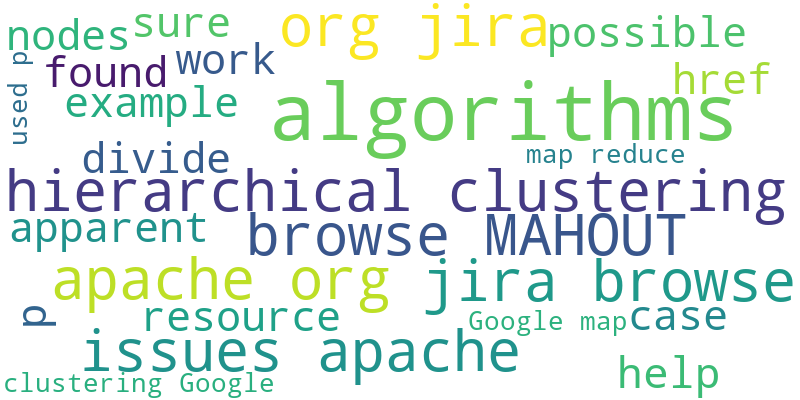 nodes
sure
org jira
possible
used p
found
work
href
example
algorithms
divide
map reduce
hierarchical clustering
apparent
browse MAHOUT
apache org
jira browse
p
resource
Google map
case
issues apache
help
clustering Google